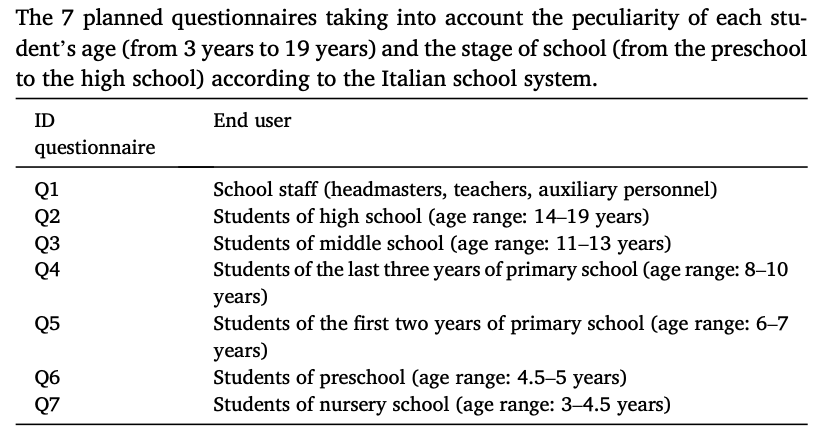 The 7 planned questionnaires taking into account the peculiarity of each stu-
dent's age (from 3 years to 19 years) and the stage of school (from the preschool
to the high school) according to the Italian school system.
ID
questionnaire
End user
Q1 School staff (headmasters, teachers, auxiliary personnel)
Q2 Students of high school (age range: 14–19 years)
Q3 Students of middle school (age range: 11–13 years)
Q4 Students of the last three years of primary school (age range: 8–10
years)
Q5 Students of the first two years of primary school (age range: 6–7
years)
Q6 Students of preschool (age range: 4.5–5 years)
Q7 Students of nursery school (age range: 3–4.5 years)